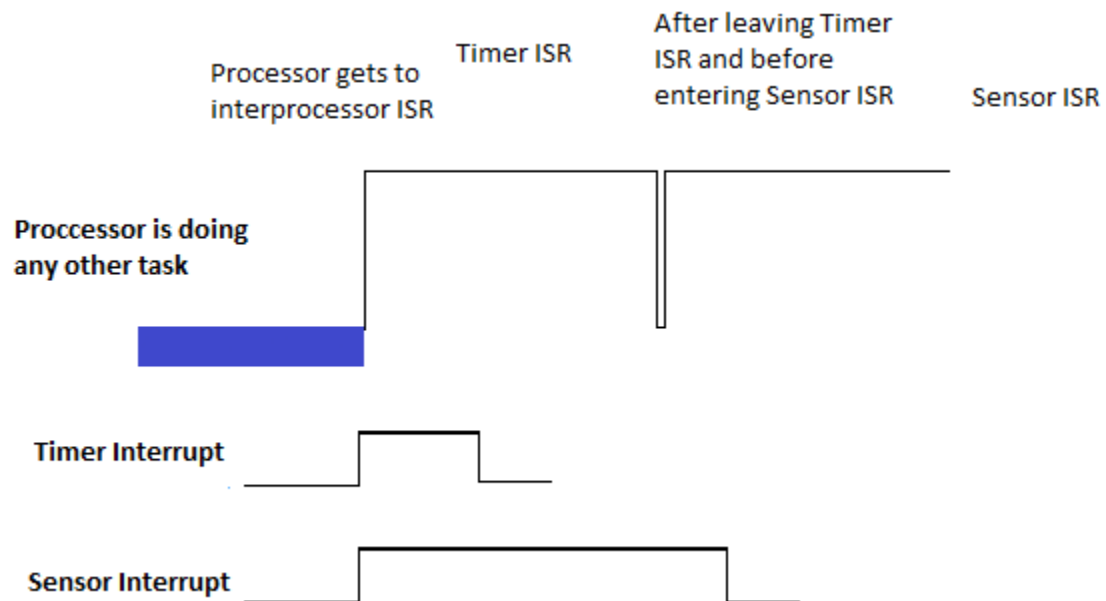 Processor gets to
interprocessor ISR
Timer ISR
After leaving Timer
ISR and before
entering Sensor ISR
Sensor ISR
Proccessor is doing
any other task
Timer Interrupt
Sensor Interrupt